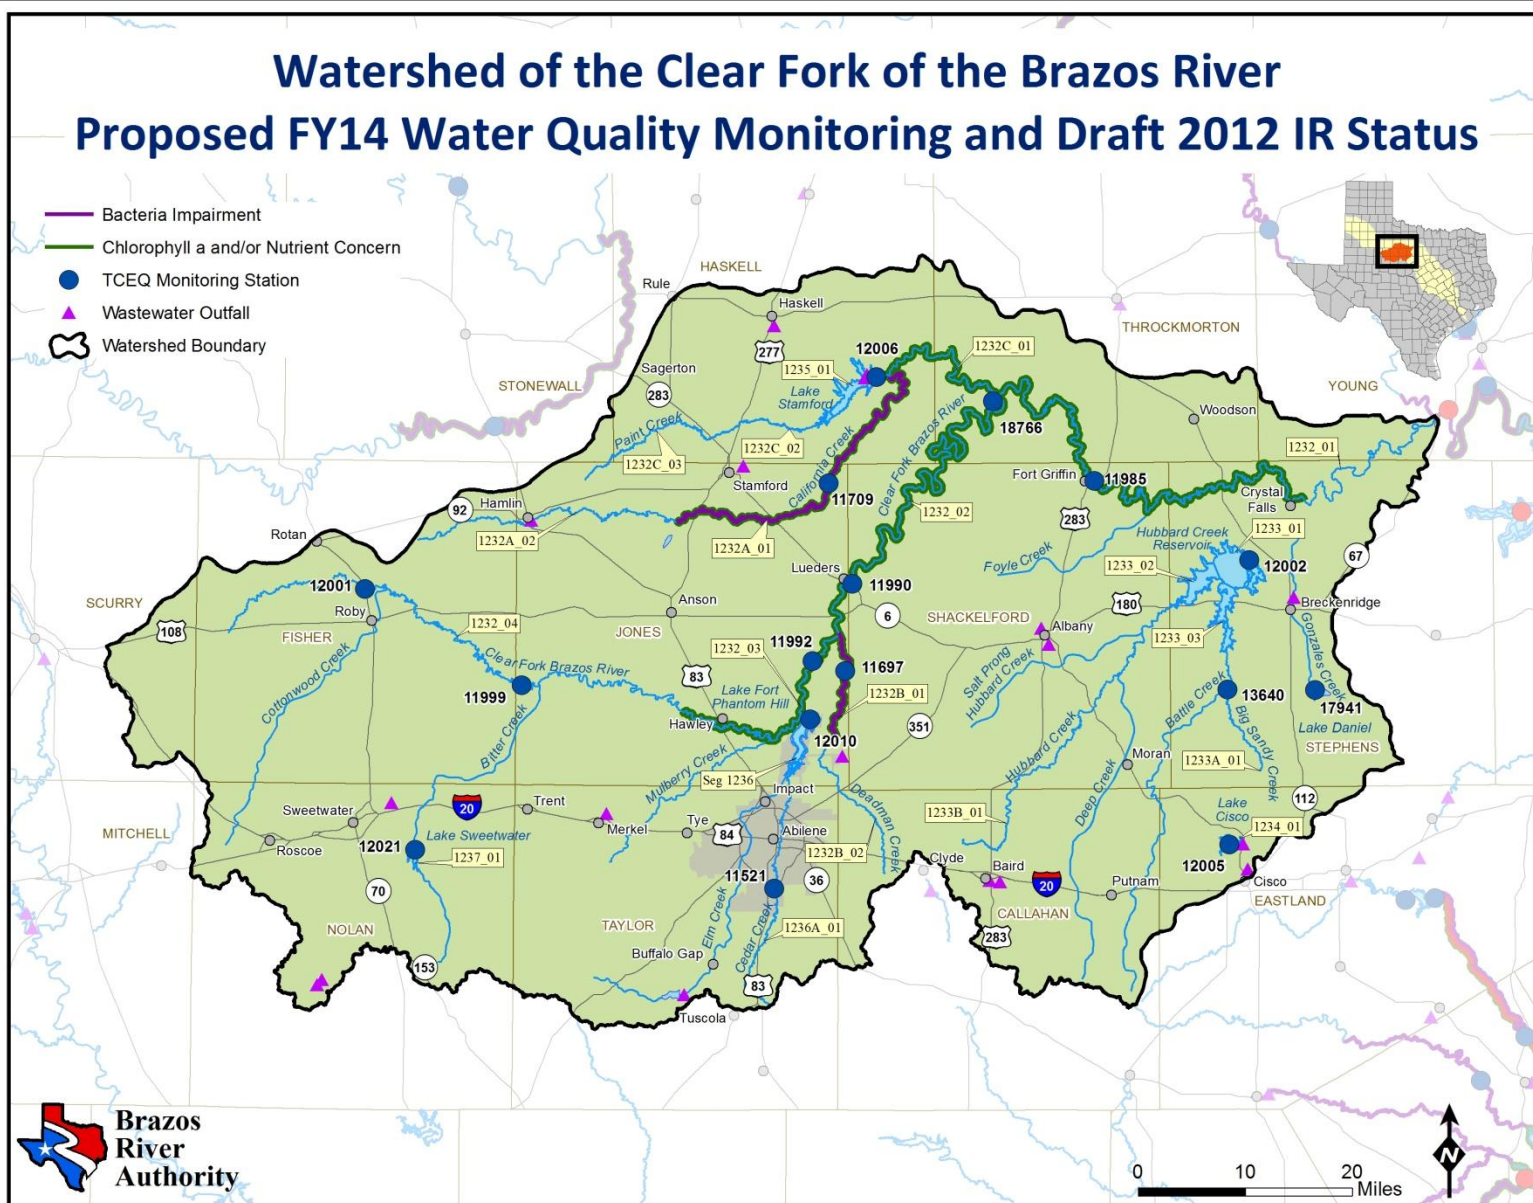 Watershed of the Clear Fork of the Brazos River
Proposed FY14 Water Quality Monitoring and Draft 2012 IR Status
Bacteria Impairment
Chlorophyll a and/or Nutrient Concern
TCEQ Monitoring Station
Wastewater Outfall
Watershed Boundary
HASKELL
Rule
Haskell
THROCKMORTON
277
12006
1232C_01
1235_01
Sagerton
STONEWALL
283
Lake
Stamford
YOUNG
Woodson
Paint Creek
18766
1232C_02
1232C_03
California Creek
Clear Fork Brazos River
1232_01
Stamford
11709
Fort Griffin
11985
Crystal
Falls
Hamlin
92
1232_02
283
1233_01
Rotan
1232A_02
1232A_01
Hubbard Creek
Reservoir
Foyle Creek
1233_02
12002
67
Lueders
11990
12001
SCURRY
Roby
Anson
6
SHACKELFORD
180
Breckenridge
108
FISHER
1232_04
JONES
Albany
1233_03
Gonzales Creek
Cottonwood Creek
Clear Fork Brazos River
1232_03
11992
11697
Salt Prong
Hubbard Creek
83
11999
Lake Fort
Phantom Hill
1232B_01
Battle Creek
13640
17941
Hawley
351
Big Sandy Creek
Lake Daniel
12010
Hubbard Creek
STEPHENS
Bitter Creek
Mulberry Creek
Seg 1236
Moran
1233A_01
Impact
Deadman Creek
Deep Creek
112
Sweetwater
20
Trent
Merkel
Tye
84
Abilene
1233B_01
Lake
Cisco
1234_01
MITCHELL
Roscoe
12021
Lake Sweetwater
1237_01
1232B_02
Clyde
Baird
12005
Cisco
70
11521
36
20
Putnam
EASTLAND
CALLAHAN
NOLAN
TAYLOR
Elm Creek
Cedar Creek
1236A_01
283
Buffalo Gap
153
83
Tuscola
Brazos
River
Authority
N
0 10 20
Miles